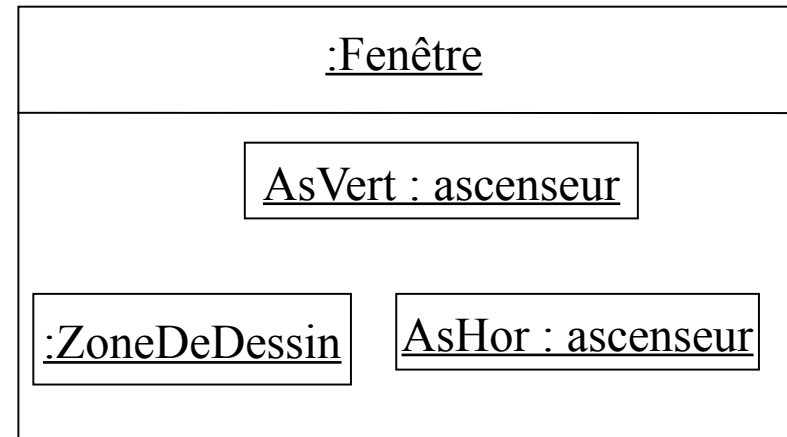 :Fenêtre
AsVert : ascenseur
:ZoneDeDessin
AsHor : ascenseur